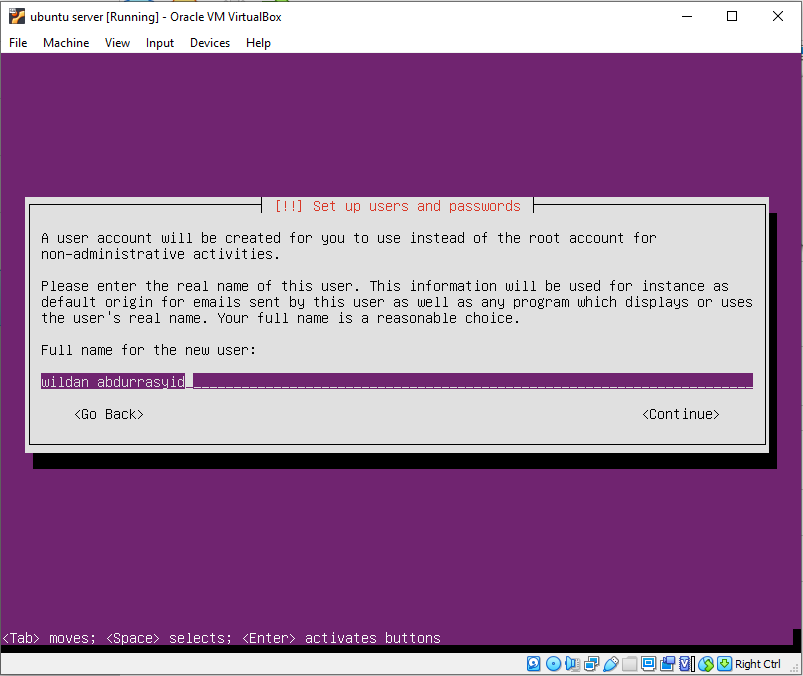 ubuntu server [Running] - Oracle VM VirtualBox
File Machine View Input Devices Help
[!!] Set up users and passwords
A user account will be created for you to use instead of the root account for
non-administrative activities.
Please enter the real name of this user. This information will be used for instance as
default origin for emails sent by this user as well as any program which displays or uses
the user's real name. Your full name is a reasonable choice.
Full name for the new user:
wildan abdurrasyid
<Go Back> <Continue>
<Tab> moves; <Space> selects; <Enter> activates buttons
Right Ctrl